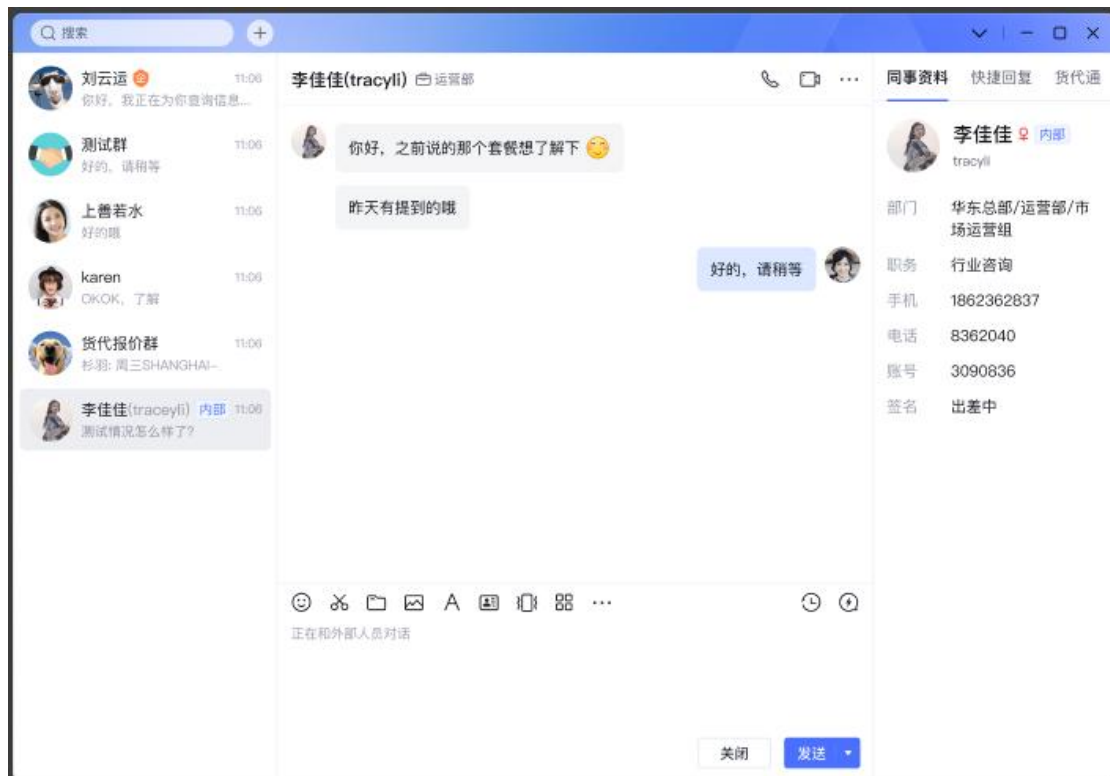 搜索
刘云运 11:06
你好，我正在为你查询信息...
测试群 11:06
好的，请稍等
上善若水 11:06
好的哦
karen 11:06
OKOK，了解
货代报价群 11:06
杉羽: 周三SHANGHAI-...
李佳佳(traceyli) 内部 11:06
测试情况怎么样了?
李佳佳(tracyli) 运营部
你好，之前说的那个套餐想了解下
昨天有提到的哦
好的，请稍等
正在和外部人员对话
关闭
发送
同事资料 快捷回复 货代通
李佳佳 内部
tracyli
部门 华东总部/运营部/市
场运营组
职务 行业咨询
手机 1862362837
电话 8362040
账号 3090836
签名 出差中